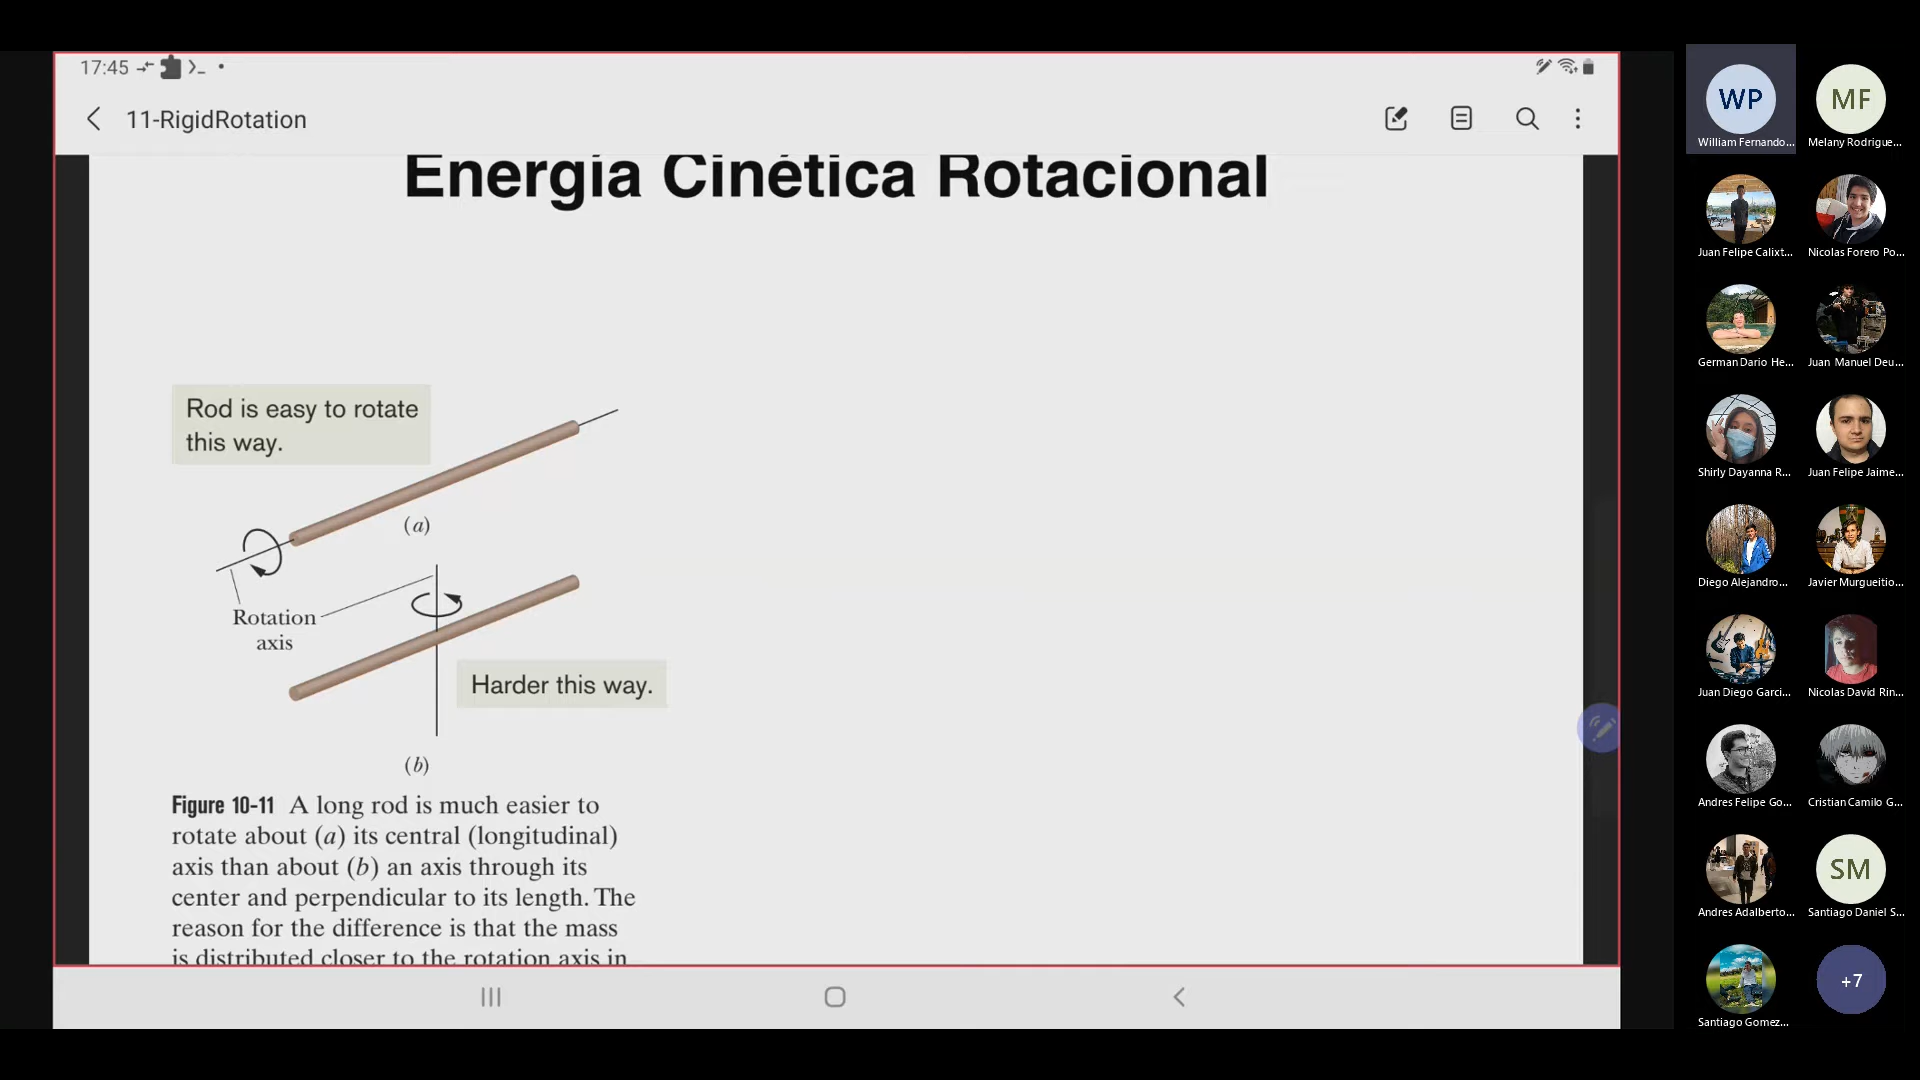 17:45
11-RigidRotation
Energía Cinética Rotacional
Rod is easy to rotate
this way.
(a)
Rotation
axis
Harder this way.
(b)
Figure 10-11 A long rod is much easier to
rotate about (a) its central (longitudinal)
axis than about (b) an axis through its
center and perpendicular to its length. The
reason for the difference is that the mass
is distributed closer to the rotation axis in
WP
William Fernando...
MF
Melany Rodrigue...
Juan Felipe Calixt...
Nicolas Forero Po...
German Dario He...
Juan Manuel Deu...
Shirly Dayanna R...
Juan Felipe Jaime...
Diego Alejandro...
Javier Murgueitio...
Juan Diego Garci...
Nicolas David Rin...
Andres Felipe Go...
Cristian Camilo G...
Andres Adalberto...
SM
Santiago Daniel S...
Santiago Gomez...
+7